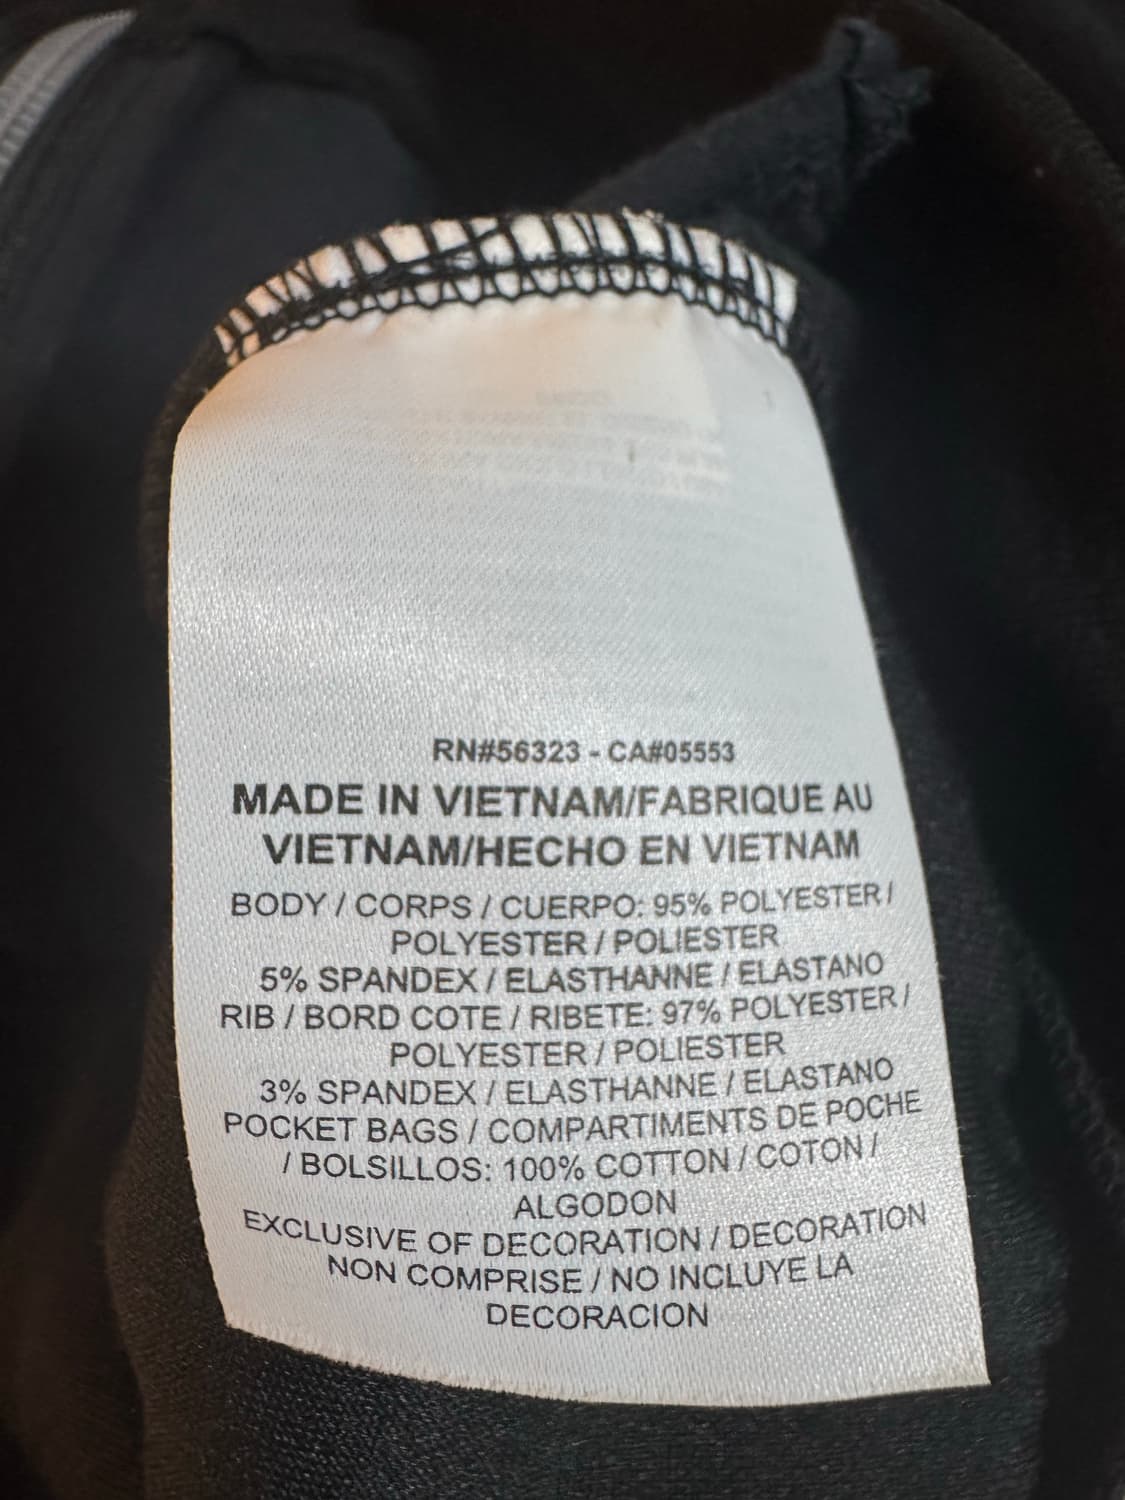 RN#56323 - CA#05553
MADE IN VIETNAM/FABRIQUE AU
VIETNAM/HECHO EN VIETNAM
BODY / CORPS / CUERPO: 95% POLYESTER /
POLYESTER / POLIESTER
5% SPANDEX / ELASTHANNE / ELASTANO
RIB / BORD COTE / RIBETE: 97% POLYESTER /
POLYESTER / POLIESTER
3% SPANDEX / ELASTHANNE / ELASTANO
POCKET BAGS / COMPARTIMENTS DE POCHE
/ BOLSILLOS: 100% COTTON / COTON /
ALGODON
EXCLUSIVE OF DECORATION / DECORATION
NON COMPRISE / NO INCLUYE LA
DECORACION